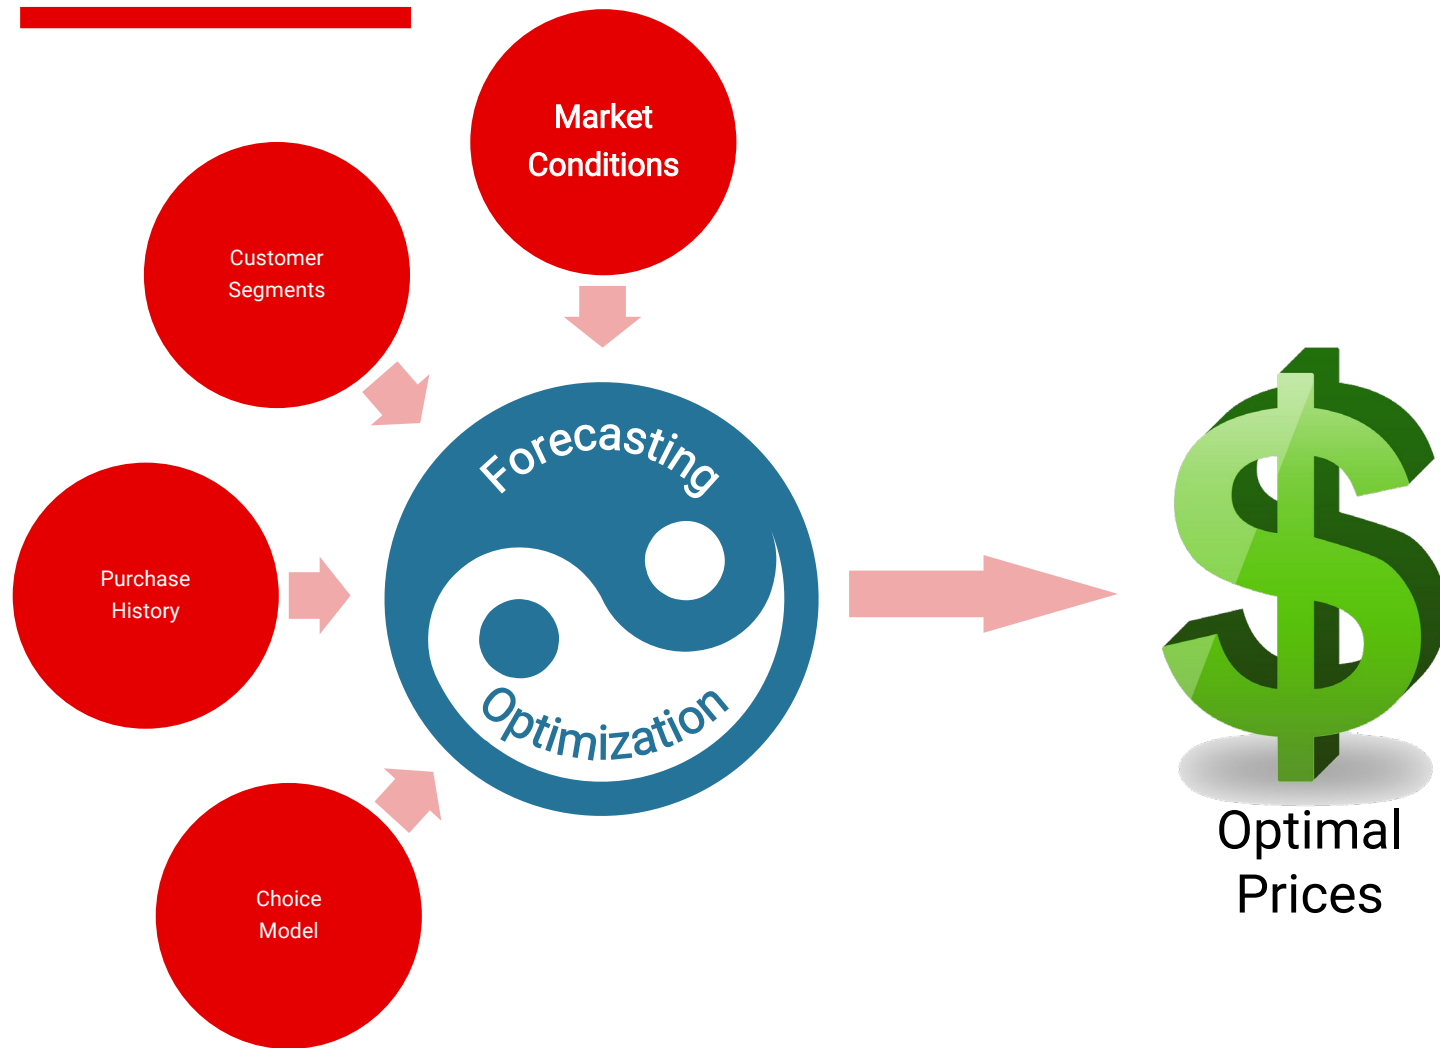 Market
Conditions
Customer
Segments
Forecasting
Purchase
History
Optimization
Choice
Model
Optimal
Prices